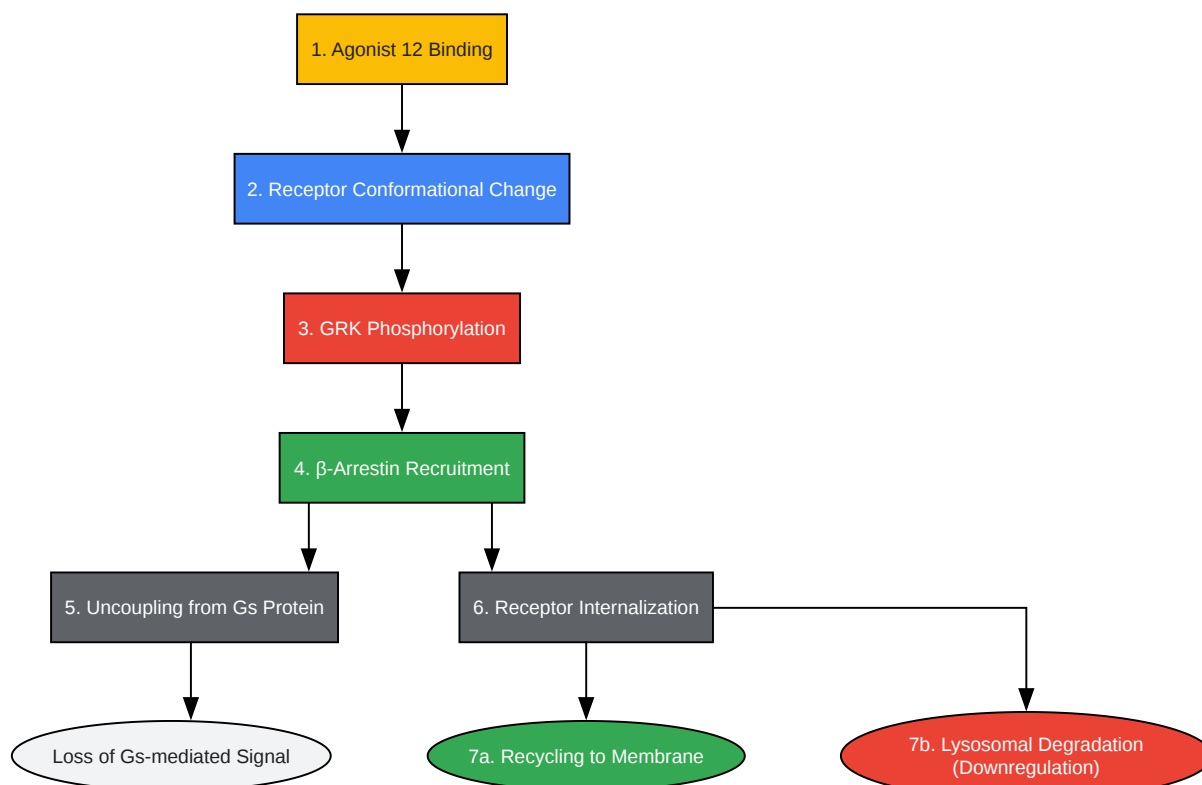 1. Agonist 12 Binding
2. Receptor Conformational Change
3. GRK Phosphorylation
4. β-Arrestin Recruitment
5. Uncoupling from Gs Protein
6. Receptor Internalization
Loss of Gs-mediated Signal
7a. Recycling to Membrane
7b. Lysosomal Degradation
(Downregulation)